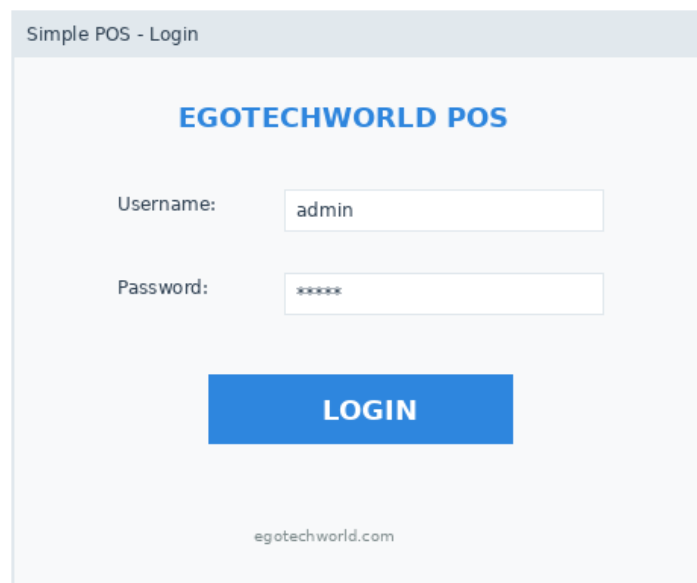 Simple POS - Login
EGOTECHWORLD POS
Username:
admin
Password:
*****
LOGIN
egotechworld.com